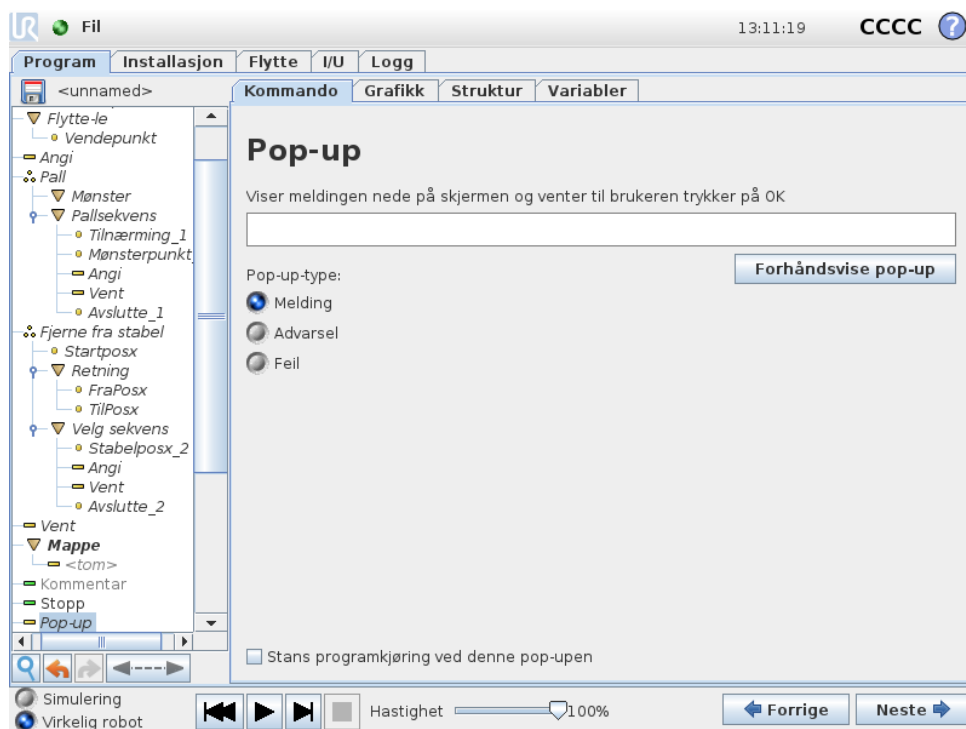 UR Fil 13:11:19 CCCC ?
Program Installasjon Flytte I/U Logg
<unnamed>
Kommando Grafikk Struktur Variabler
Flytte-le
Vendepunkt
Angi
Pall
Mønster
Pallsekvens
Tilnærming_1
Mønsterpunkt
Angi
Vent
Avslutte_1
Fjerne fra stabel
Startposx
Retning
FraPosx
TilPosx
Velg sekvens
Stabelposx_2
Angi
Vent
Avslutte_2
Vent
Mappe
<tom>
Kommentar
Stopp
Pop-up
Pop-up
Viser meldingen nede på skjermen og venter til brukeren trykker på OK
Forhåndsvise pop-up
Pop-up-type:
Melding
Advarsel
Feil
Stans programkjøring ved denne pop-upen
Simulering
Virkelig robot
Hastighet 100%
Forrige Neste